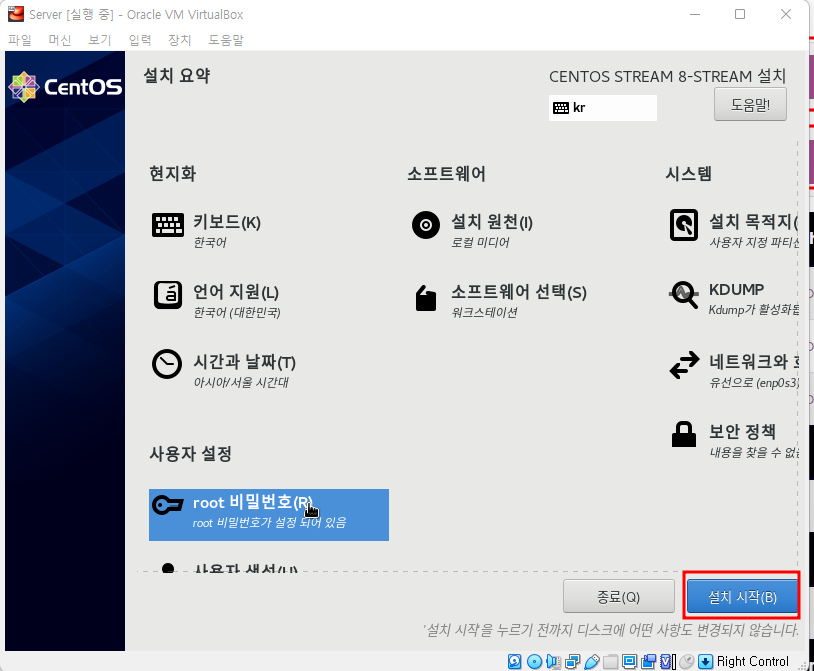 Server [실행 중] - Oracle VM VirtualBox
파일 머신 보기 입력 장치 도움말
CentOS
설치 요약
CENTOS STREAM 8-STREAM 설치
kr
도움말!
현지화
키보드(K)
한국어
언어 지원(L)
한국어 (대한민국)
시간과 날짜(T)
아시아/서울 시간대
소프트웨어
설치 원천(I)
로컬 미디어
소프트웨어 선택(S)
워크스테이션
시스템
설치 목적지(
사용자 지정 파티션
KDUMP
Kdump가 활성화
네트워크와
유선으로 (enp0s3)
보안 정책
내용을 찾을 수 없
사용자 설정
root 비밀번호(R)
root 비밀번호가 설정 되어 있음
사용자 생성(U)
종료(Q)
설치 시작(B)
'설치 시작'을 누르기 전까지 디스크에 어떤 사항도 변경되지 않습니다.
Right Control